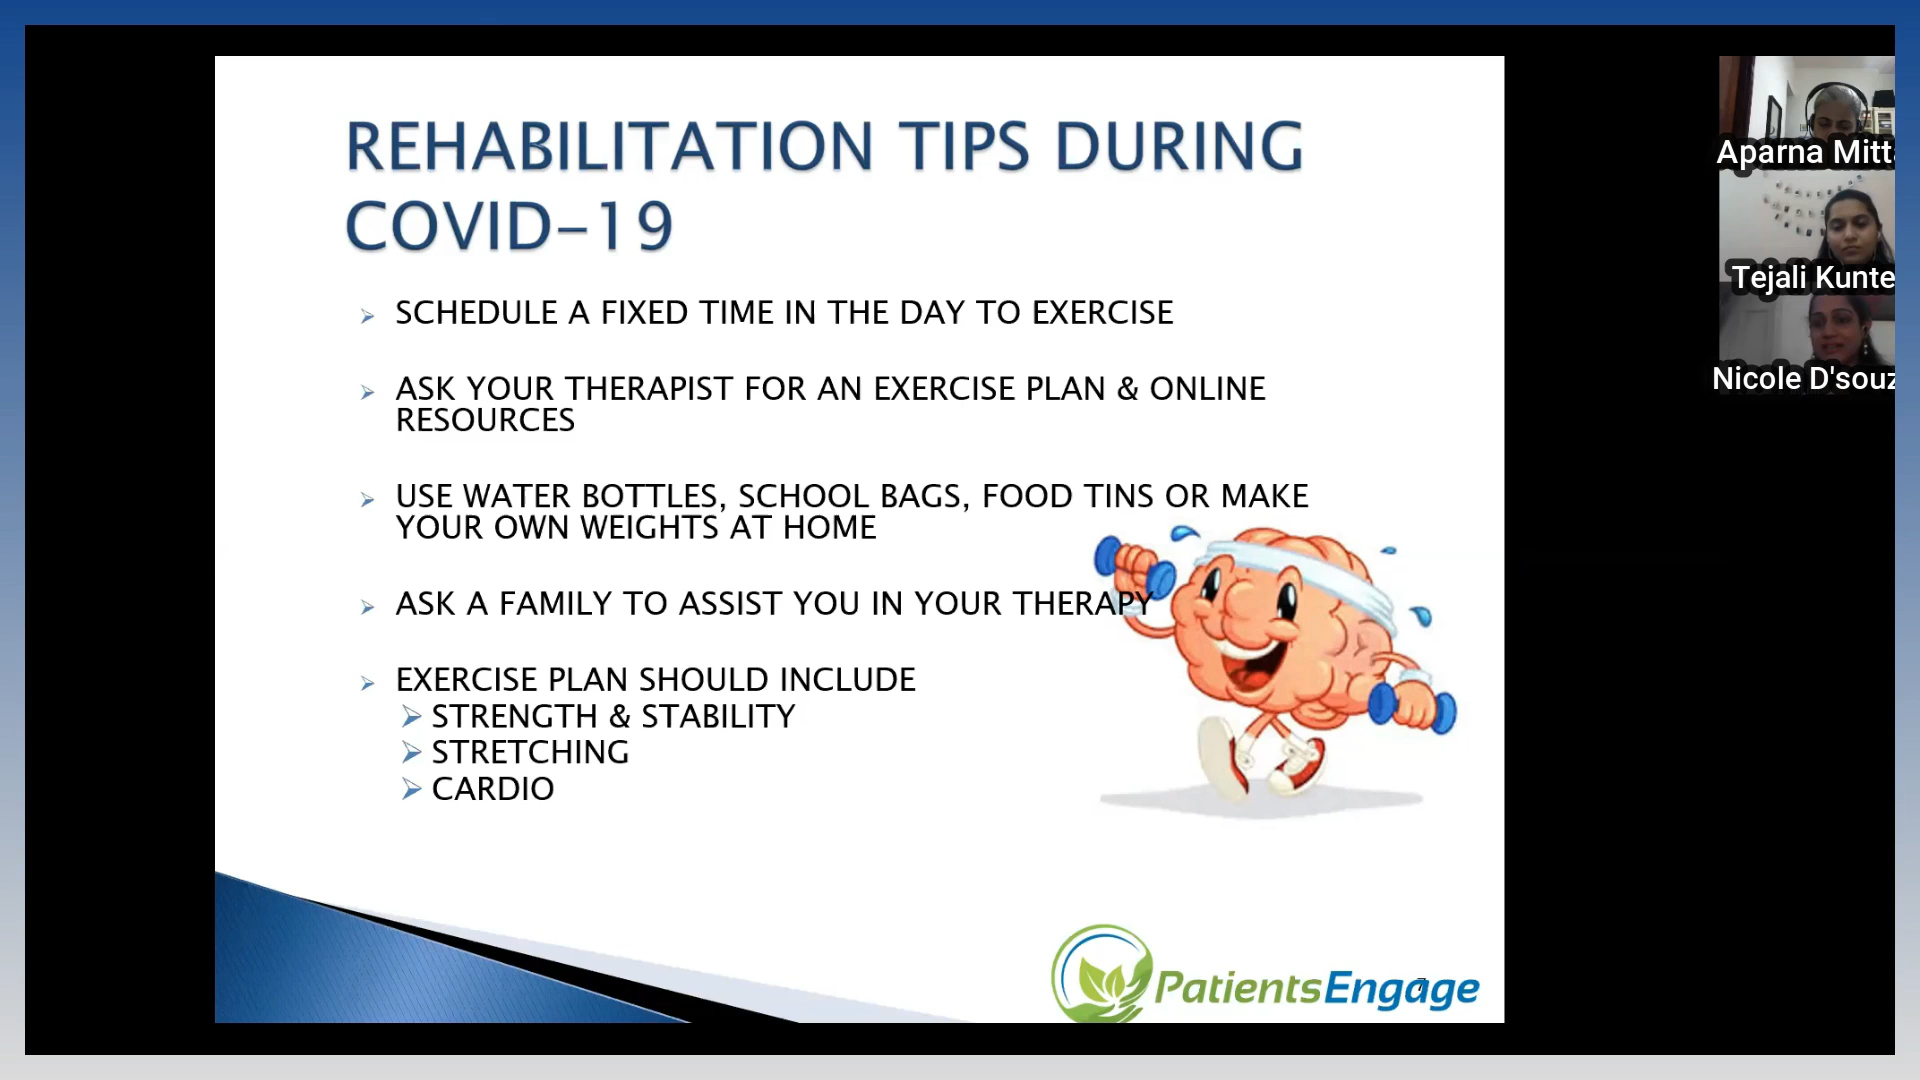 REHABILITATION TIPS DURING
COVID-19
SCHEDULE A FIXED TIME IN THE DAY TO EXERCISE
ASK YOUR THERAPIST FOR AN EXERCISE PLAN & ONLINE
RESOURCES
USE WATER BOTTLES, SCHOOL BAGS, FOOD TINS OR MAKE
YOUR OWN WEIGHTS AT HOME
ASK A FAMILY TO ASSIST YOU IN YOUR THERAPY
EXERCISE PLAN SHOULD INCLUDE
STRENGTH & STABILITY
STRETCHING
CARDIO
PatientsEngage
7
Aparna Mitt
Tejali Kunte
Nicole D'souz